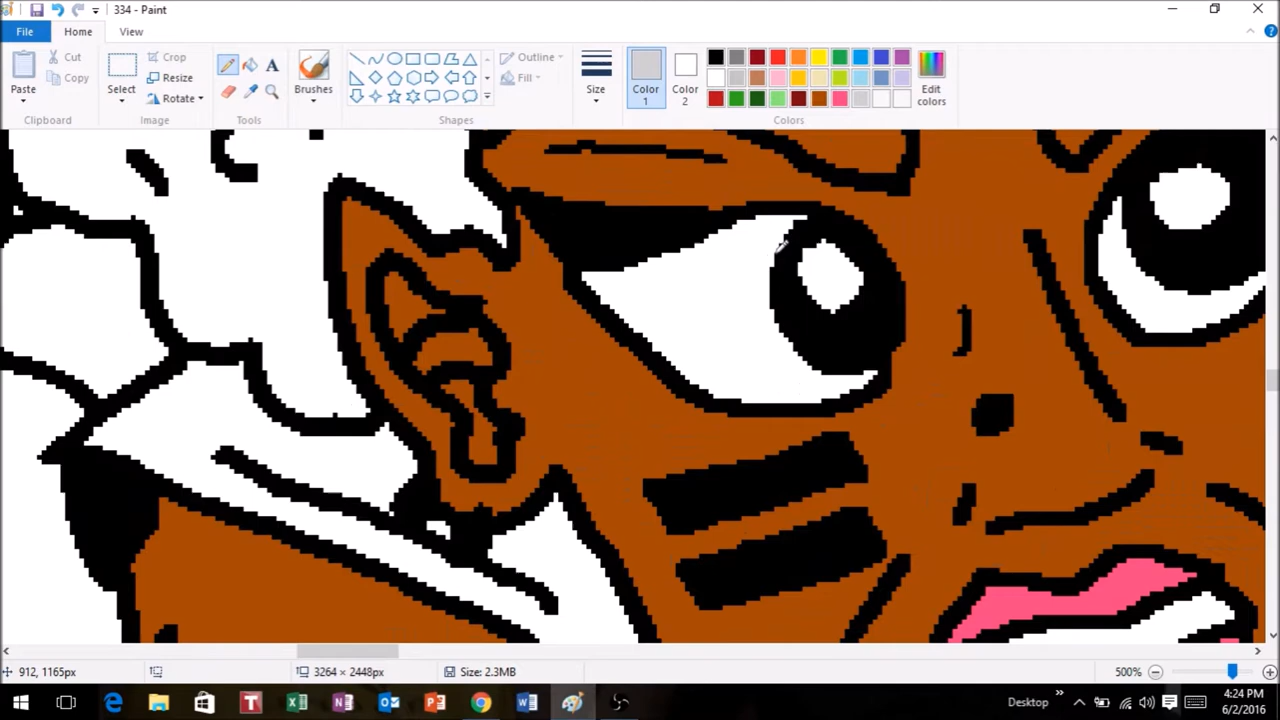 334 - Paint
File
Home
View
Paste
Cut
Copy
Clipboard
Select
Crop
Resize
Rotate
Image
A
Tools
Brushes
Outline
Fill
Shapes
Size
Color 1
Color 2
Edit colors
Colors
912, 1165px
3264 × 2448px
Size: 2.3MB
500%
Desktop
4:24 PM
6/2/2016